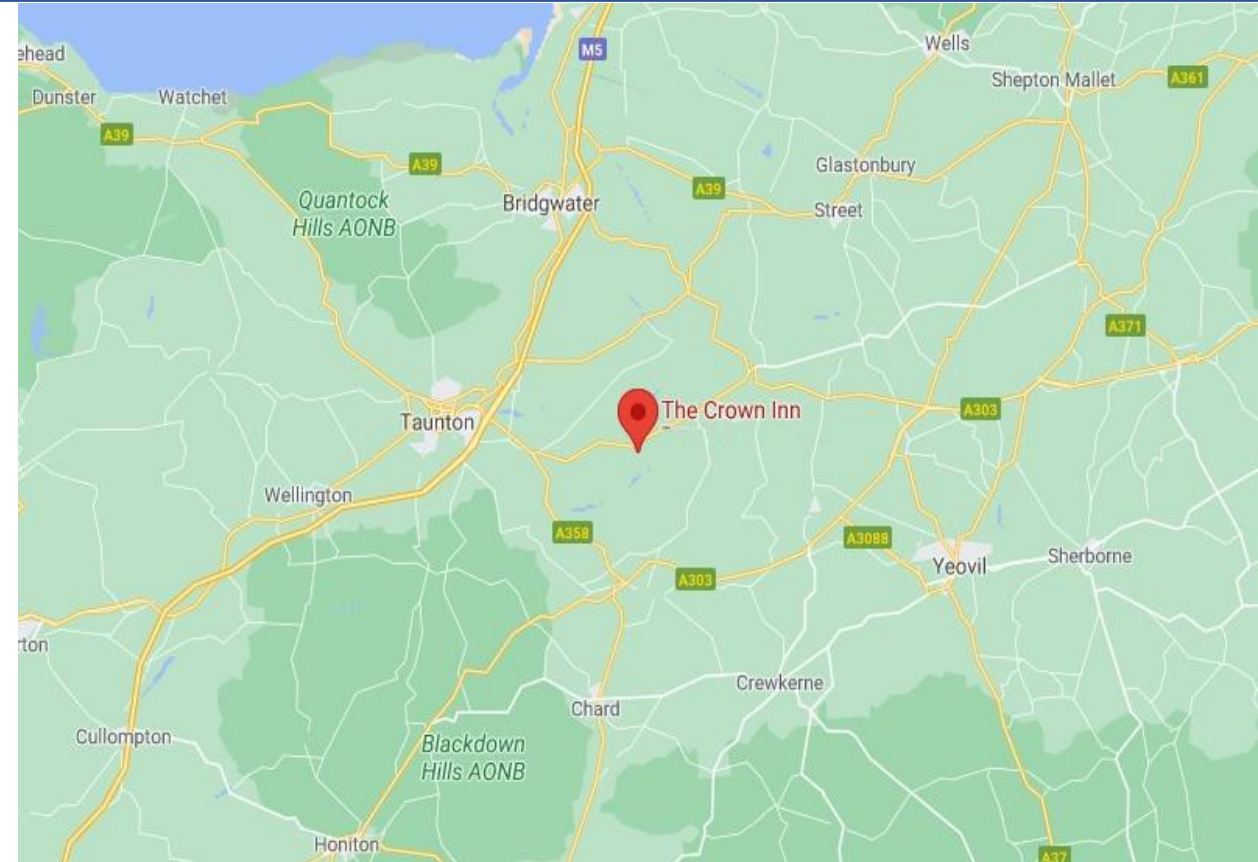 M5
Wells
ehead
Shepton Mallet
A361
Dunster
Watchet
A39
A39
Glastonbury
A39
Quantock
Hills AONB
Bridgwater
Street
A371
The Crown Inn
A303
Taunton
Wellington
A358
A3088
Sherborne
Yeovil
A303
rton
Crewkerne
Chard
Cullompton
Blackdown
Hills AONB
Honiton
A37